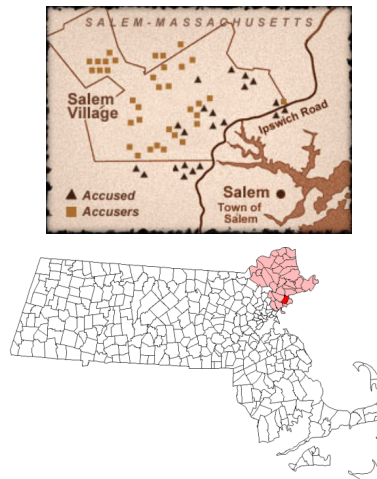 SALEM-MASSACHUSETTS
Salem
Village
Ipswich Road
Accused
Accusers
Salem
Town of
Salem